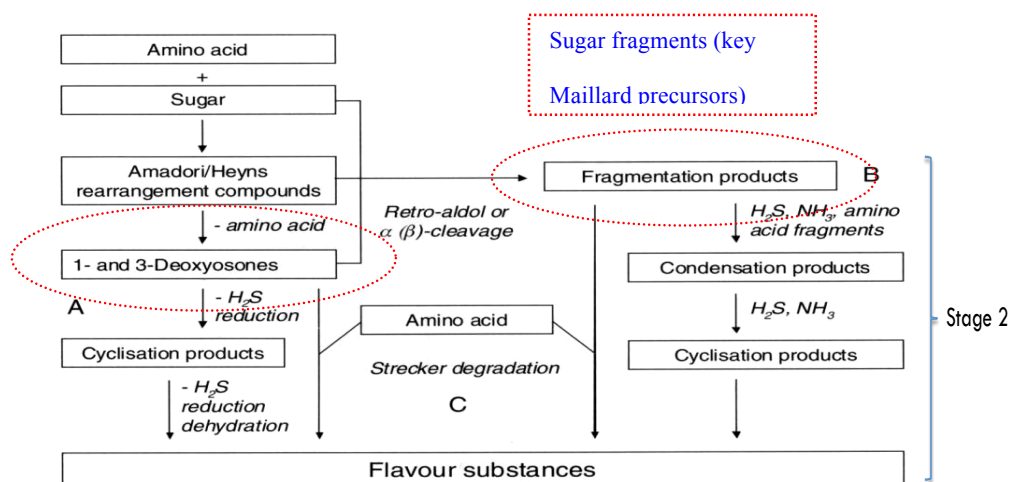 Amino acid
+
Sugar
Amadori/Heyns
rearrangement compounds
- amino acid
1- and 3-Deoxyosones
A
- H2S
reduction
Cyclisation products
- H2S
reduction
dehydration
Sugar fragments (key
Maillard precursors)
Retro-aldol or
α (β)-cleavage
Fragmentation products
B
H2S, NH3, amino
acid fragments
Condensation products
H2S, NH3
Cyclisation products
Amino acid
Strecker degradation
C
Stage 2
Flavour substances